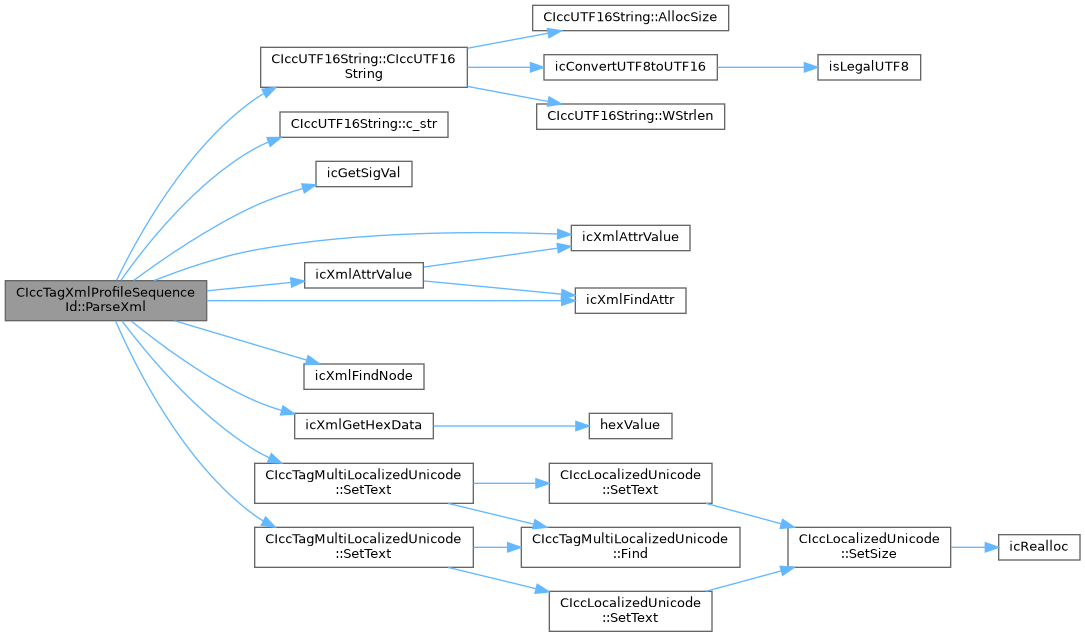 CIccTagXmlProfileSequence
Id::ParseXml
CIccUTF16String::CIccUTF16
String
CIccUTF16String::AllocSize
icConvertUTF8toUTF16
isLegalUTF8
CIccUTF16String::WStrlen
CIccUTF16String::c_str
icGetSigVal
icXmlAttrValue
icXmlAttrValue
icXmlFindAttr
icXmlFindNode
icXmlGetHexData
hexValue
CIccTagMultiLocalizedUnicode
::SetText
CIccLocalizedUnicode
::SetText
CIccTagMultiLocalizedUnicode
::SetText
CIccTagMultiLocalizedUnicode
::Find
CIccLocalizedUnicode
::SetSize
icRealloc
CIccLocalizedUnicode
::SetText